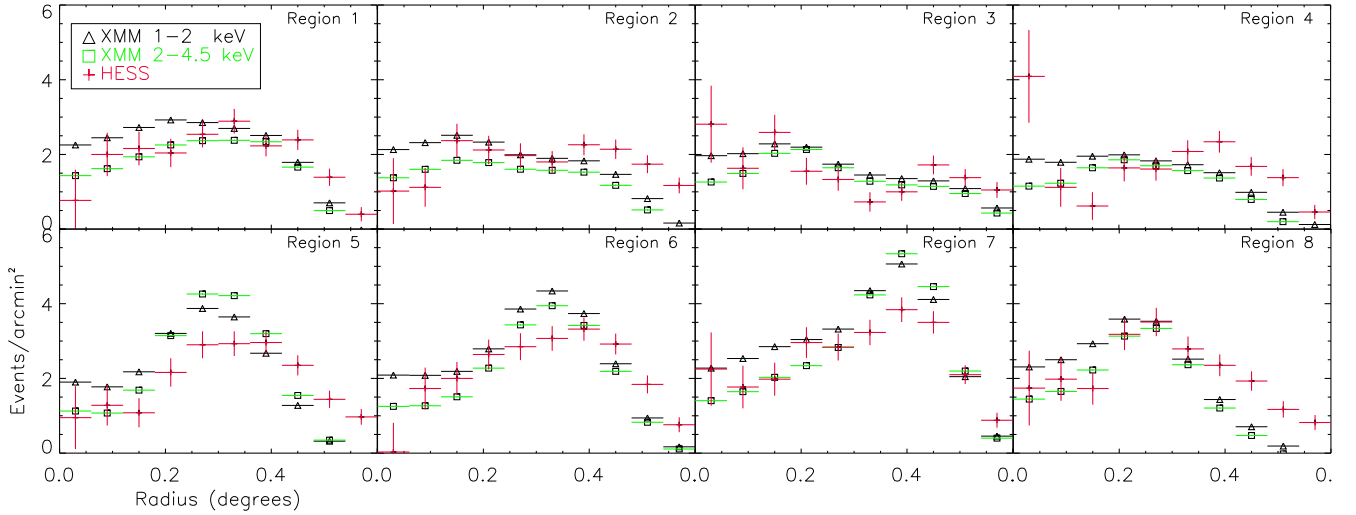 6
4
2
0
Region 1
Region 2
Region 3
Region 4
XMM 1-2 keV
XMM 2-4.5 keV
HESS
6
4
2
0
Region 5
Region 6
Region 7
Region 8
Events/arcmin²
0.0 0.2 0.4 0.0 0.2 0.4 0.0 0.2 0.4 0.0 0.2 0.4 0.
Radius (degrees)